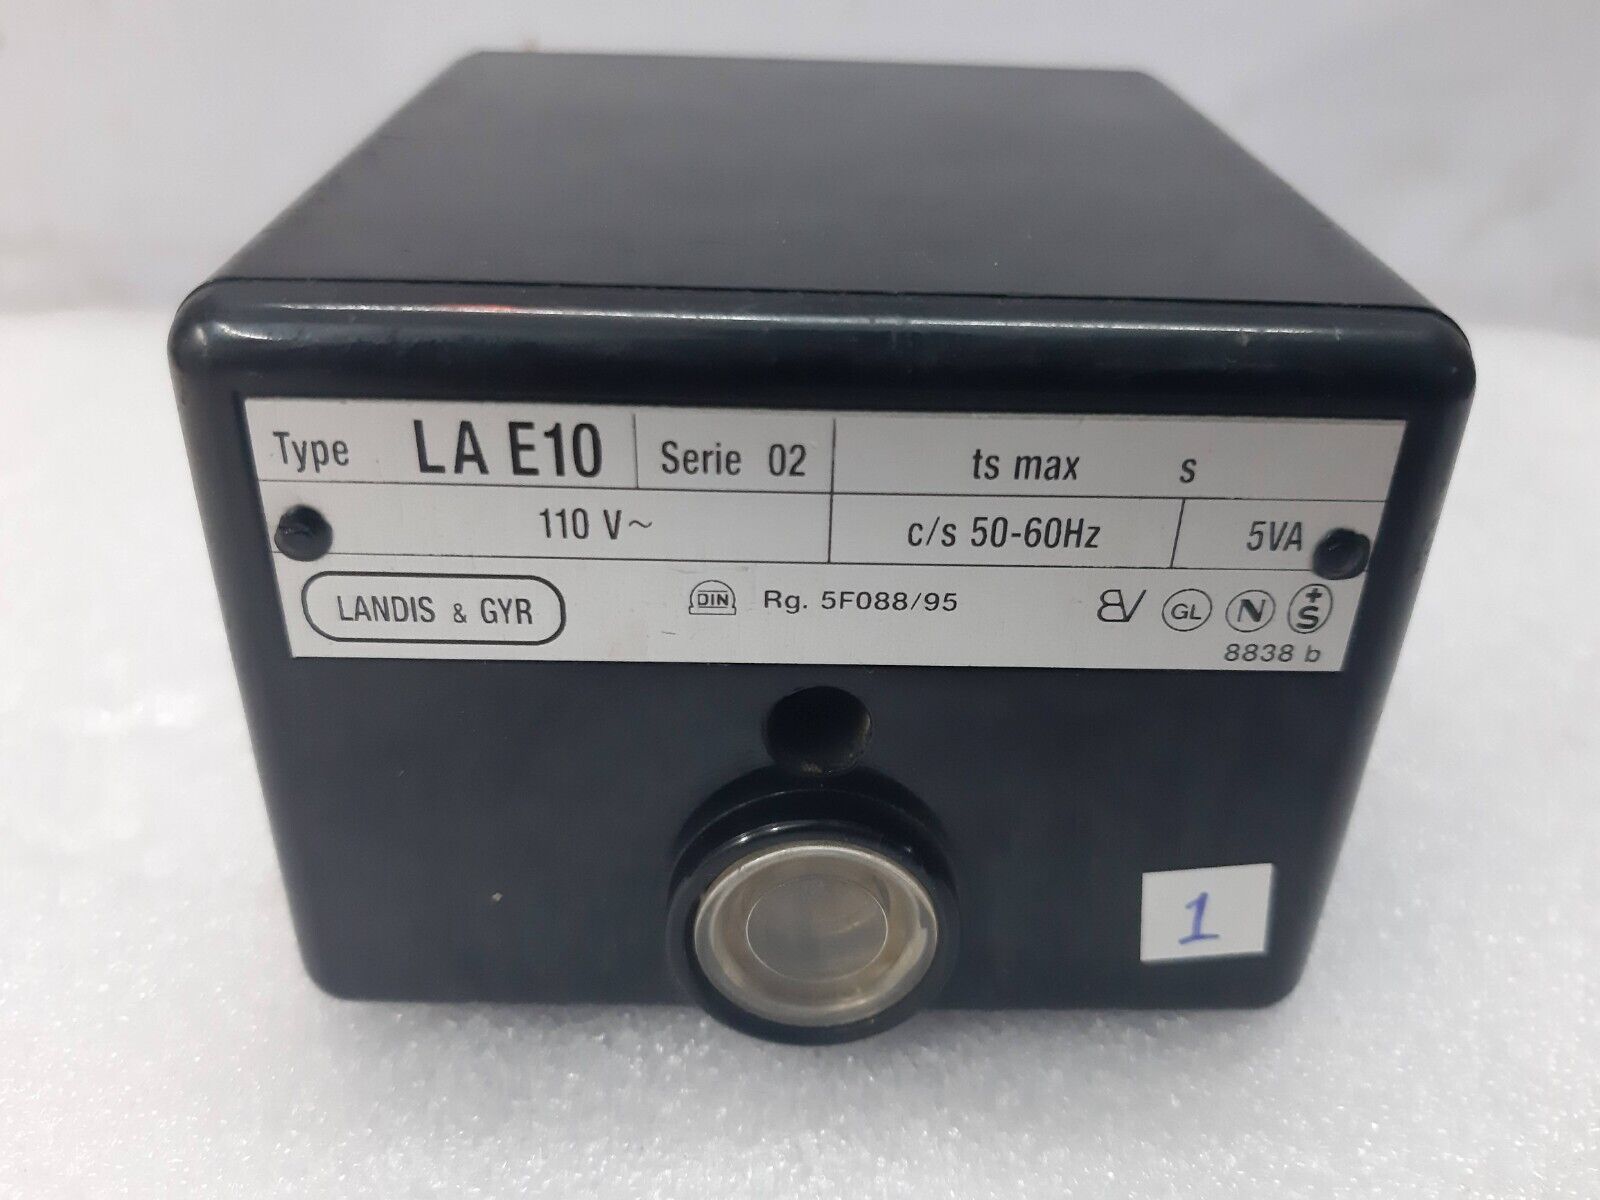 Type LA E10 Serie 02 ts max s
110 V~ c/s 50-60Hz 5VA
LANDIS & GYR DIN Rg. 5F088/95 BV GL N +S
8838 b
1